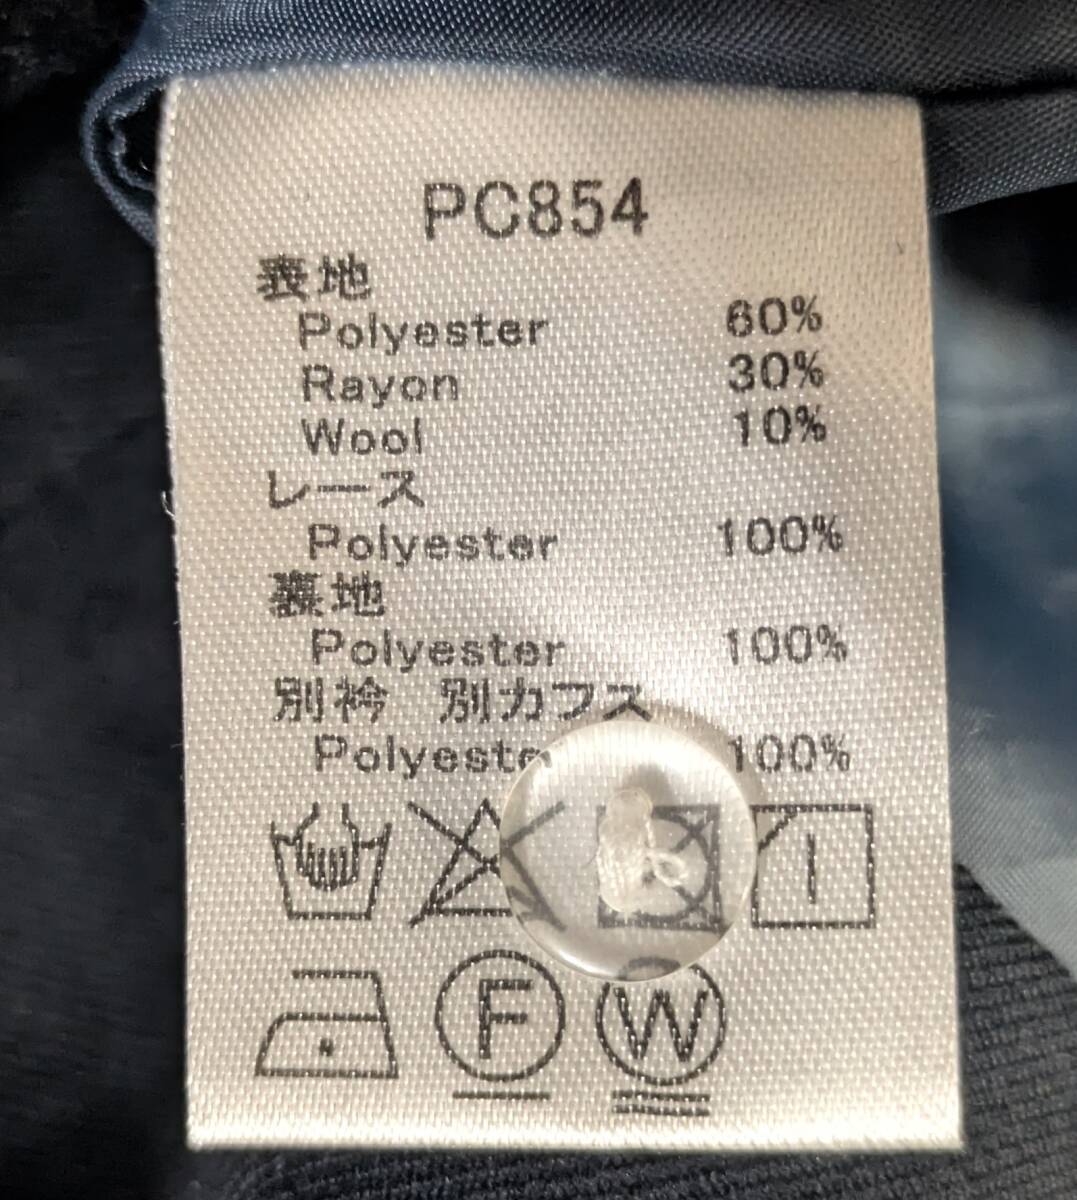 PC854
表地
Polyester 60%
Rayon 30%
Wool 10%
レース
Polyester 100%
裏地
Polyester 100%
別衿 別カフス
Polyeste 100%
F W